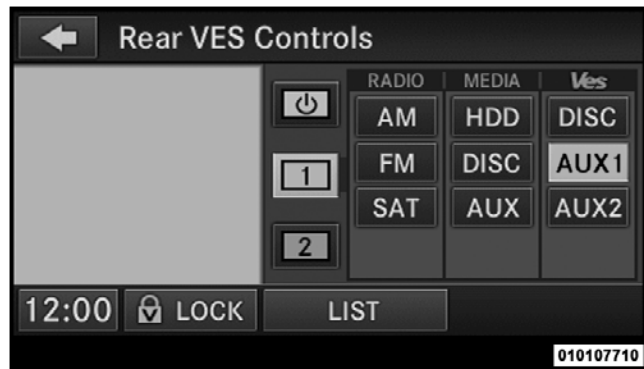 Rear VES Controls
RADIO MEDIA Ves
AM HDD DISC
1 FM DISC AUX1
SAT AUX AUX2
2
12:00 LOCK LIST
010107710